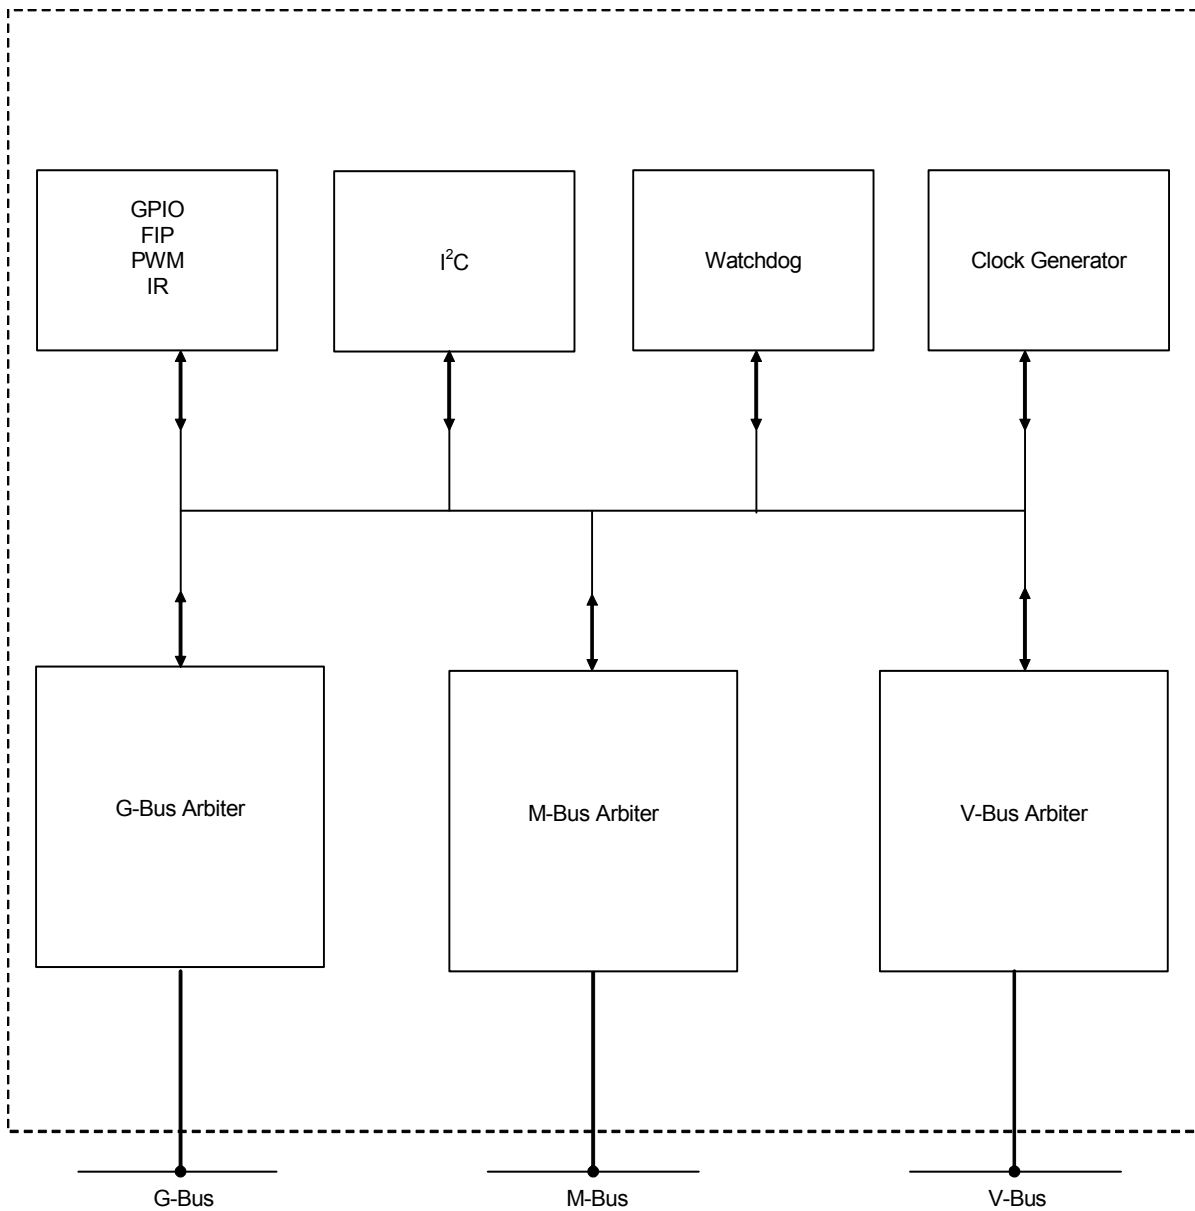 GPIO
FIP
PWM
IR
I²C
Watchdog
Clock Generator
G-Bus Arbiter
M-Bus Arbiter
V-Bus Arbiter
G-Bus
M-Bus
V-Bus